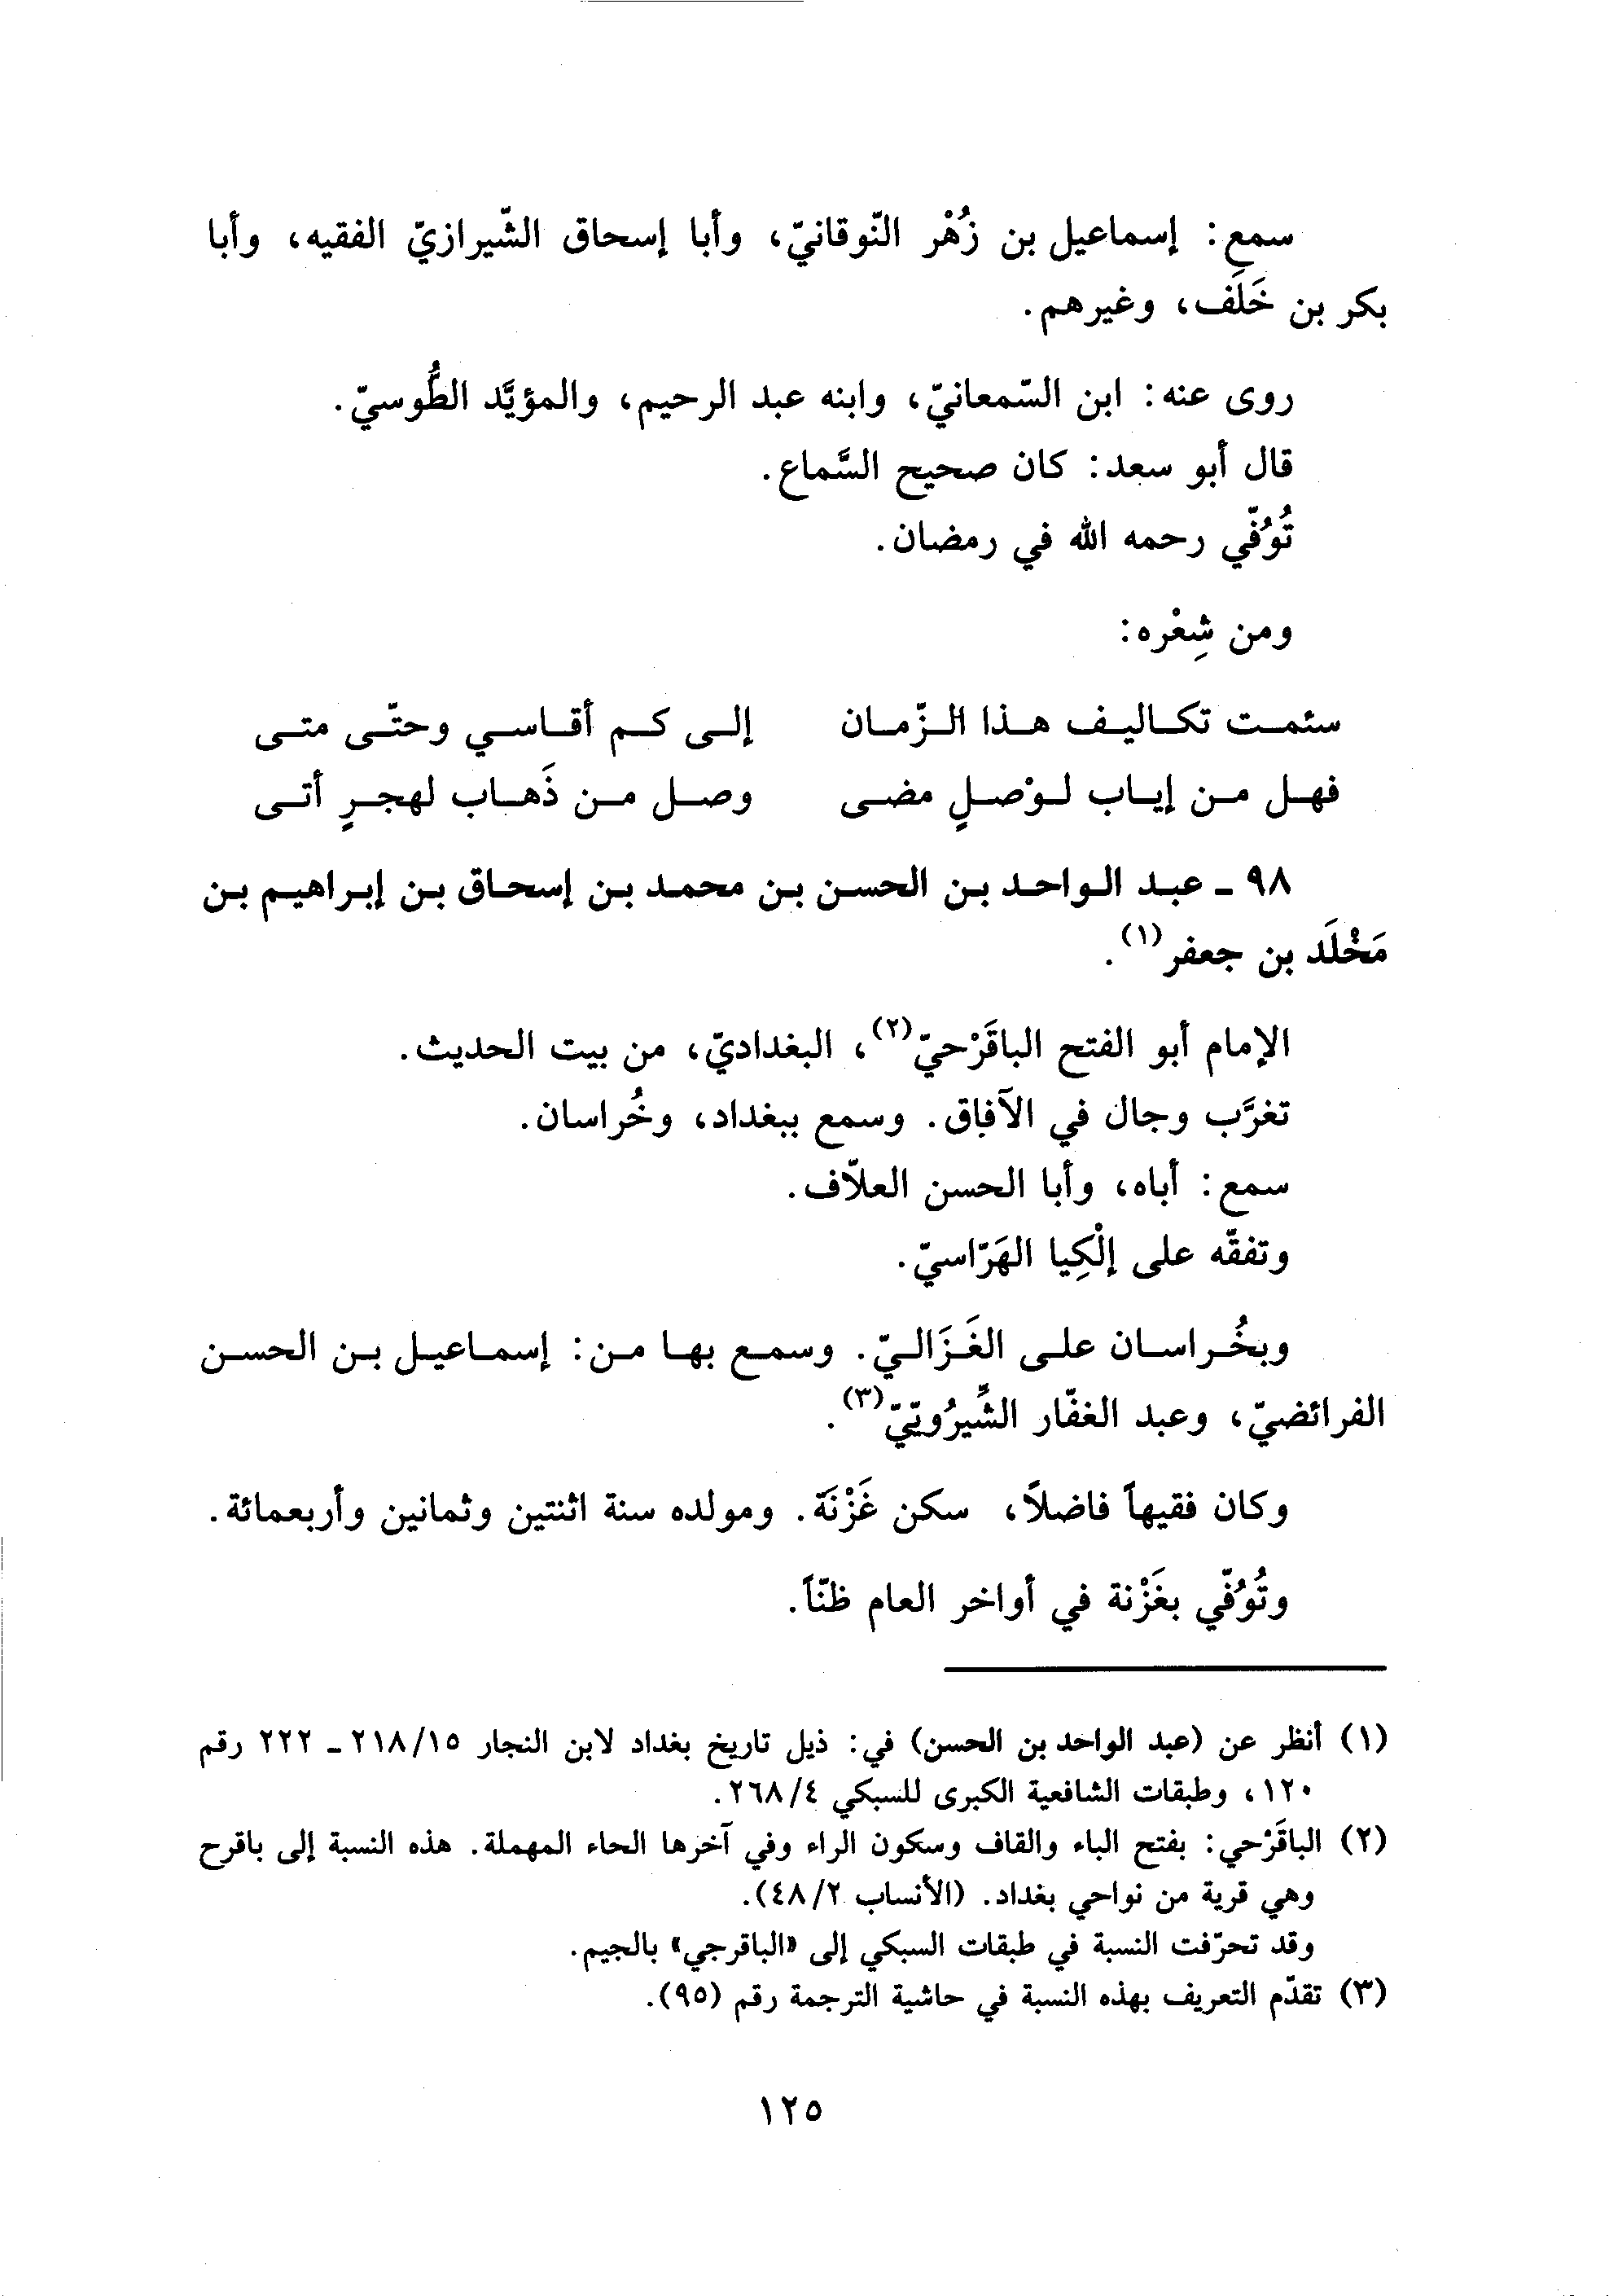 سمع: إسماعيل بن زُهْر النّوقانيّ، وأبا إسحاق الشّيرازيّ الفقيه، وأبا
بكر بن خَلَف، وغيرهم.
روى عنه: ابن السّمعانيّ، وابنه عبد الرحيم، والمؤيَّد الطُّوسيّ.
قال أبو سعد: كان صحيح السَّماع.
تُوُفّي رحمه الله في رمضان.
ومن شِعْره:
سئمت تكاليف هذا الزّمان إلى كم أقاسي وحتّى متى
فهل من إياب لوْصلٍ مضى وصل من ذَهاب لهجرٍ أتى
٩٨ ـ عبد الواحد بن الحسن بن محمد بن إسحاق بن إبراهيم بن
مَخْلَد بن جعفر(١).
الإمام أبو الفتح الباقَرْحيّ(٢)، البغداديّ، من بيت الحديث.
تغرَّب وجال في الآفاق. وسمع ببغداد، وخُراسان.
سمع: أباه، وأبا الحسن العلاّف.
وتفقّه على إلْكِيا الهَرّاسيّ.
وبخُراسان على الغَزَاليّ. وسمع بها من: إسماعيل بن الحسن
الفرائضيّ، وعبد الغفّار الشِّيرُوييّ(٣).
وكان فقيهاً فاضلاً، سكن غَزْنَة. ومولده سنة اثنتين وثمانين وأربعمائة.
وتُوُفّي بغَزْنة في أواخر العام ظنّاً.
(١) أنظر عن (عبد الواحد بن الحسن) في: ذيل تاريخ بغداد لابن النجار ٢١٨/١٥ ـ ٢٢٢ رقم
١٢٠، وطبقات الشافعية الكبرى للسبكي ٢٦٨/٤.
(٢) الباقَرْحي: بفتح الباء والقاف وسكون الراء وفي آخرها الحاء المهملة. هذه النسبة إلى باقرح
وهي قرية من نواحي بغداد. (الأنساب ٤٨/٢).
وقد تحرّفت النسبة في طبقات السبكي إلى «الباقرجي» بالجيم.
(٣) تقدّم التعريف بهذه النسبة في حاشية الترجمة رقم (٩٥).
١٢٥